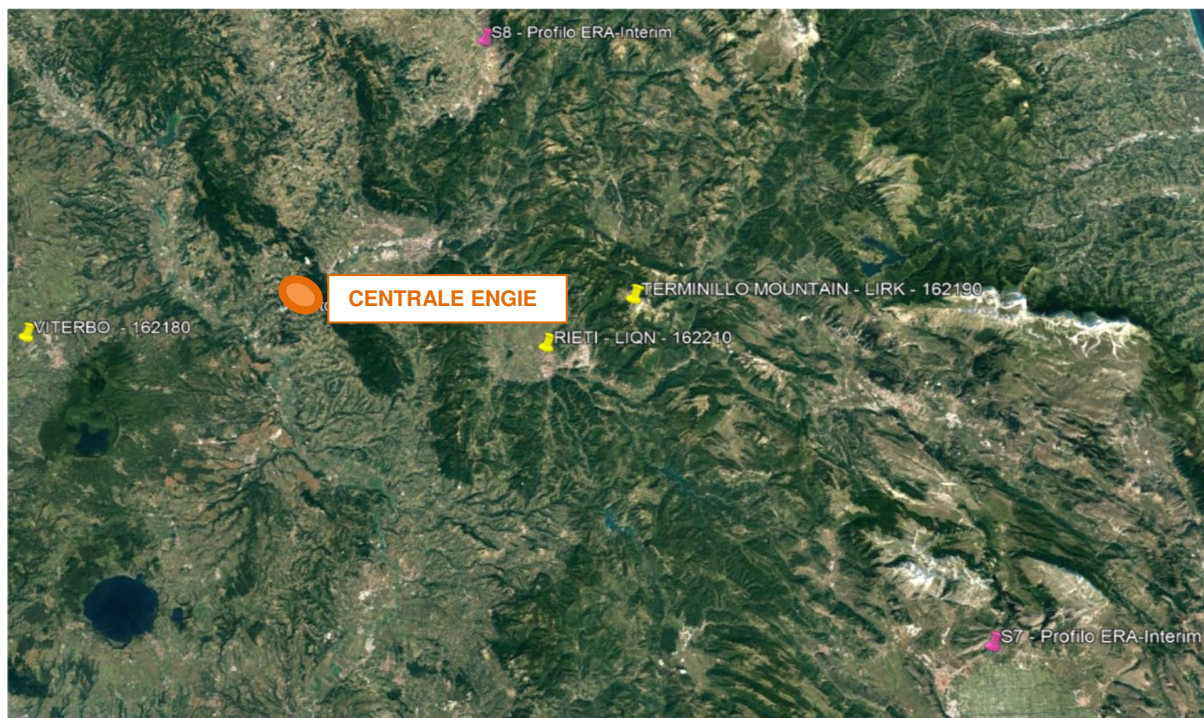 S8 - Profilo ERA-Interim
TERMINILLO MOUNTAIN - LIRK - 162190
CENTRALE ENGIE
VITERBO - 162180
RIETI - LIQN - 162210
S7 - Profilo ERA-Interim